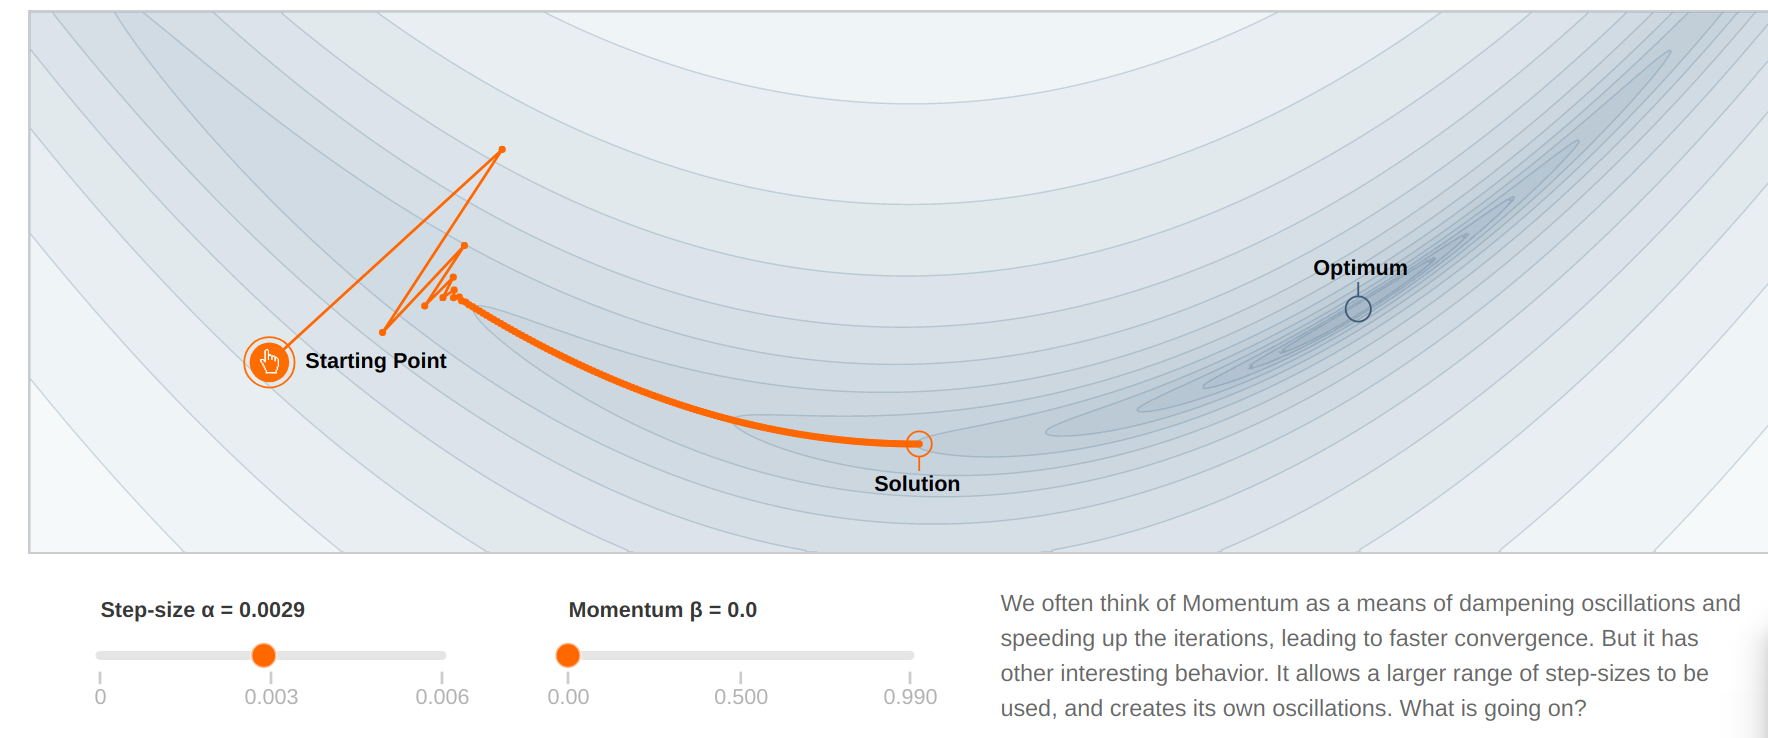 Optimum
Starting Point
Solution
Step-size α = 0.0029
0
0.003
0.006
Momentum β = 0.0
0.00
0.500
0.990
We often think of Momentum as a means of dampening oscillations and
speeding up the iterations, leading to faster convergence. But it has
other interesting behavior. It allows a larger range of step-sizes to be
used, and creates its own oscillations. What is going on?